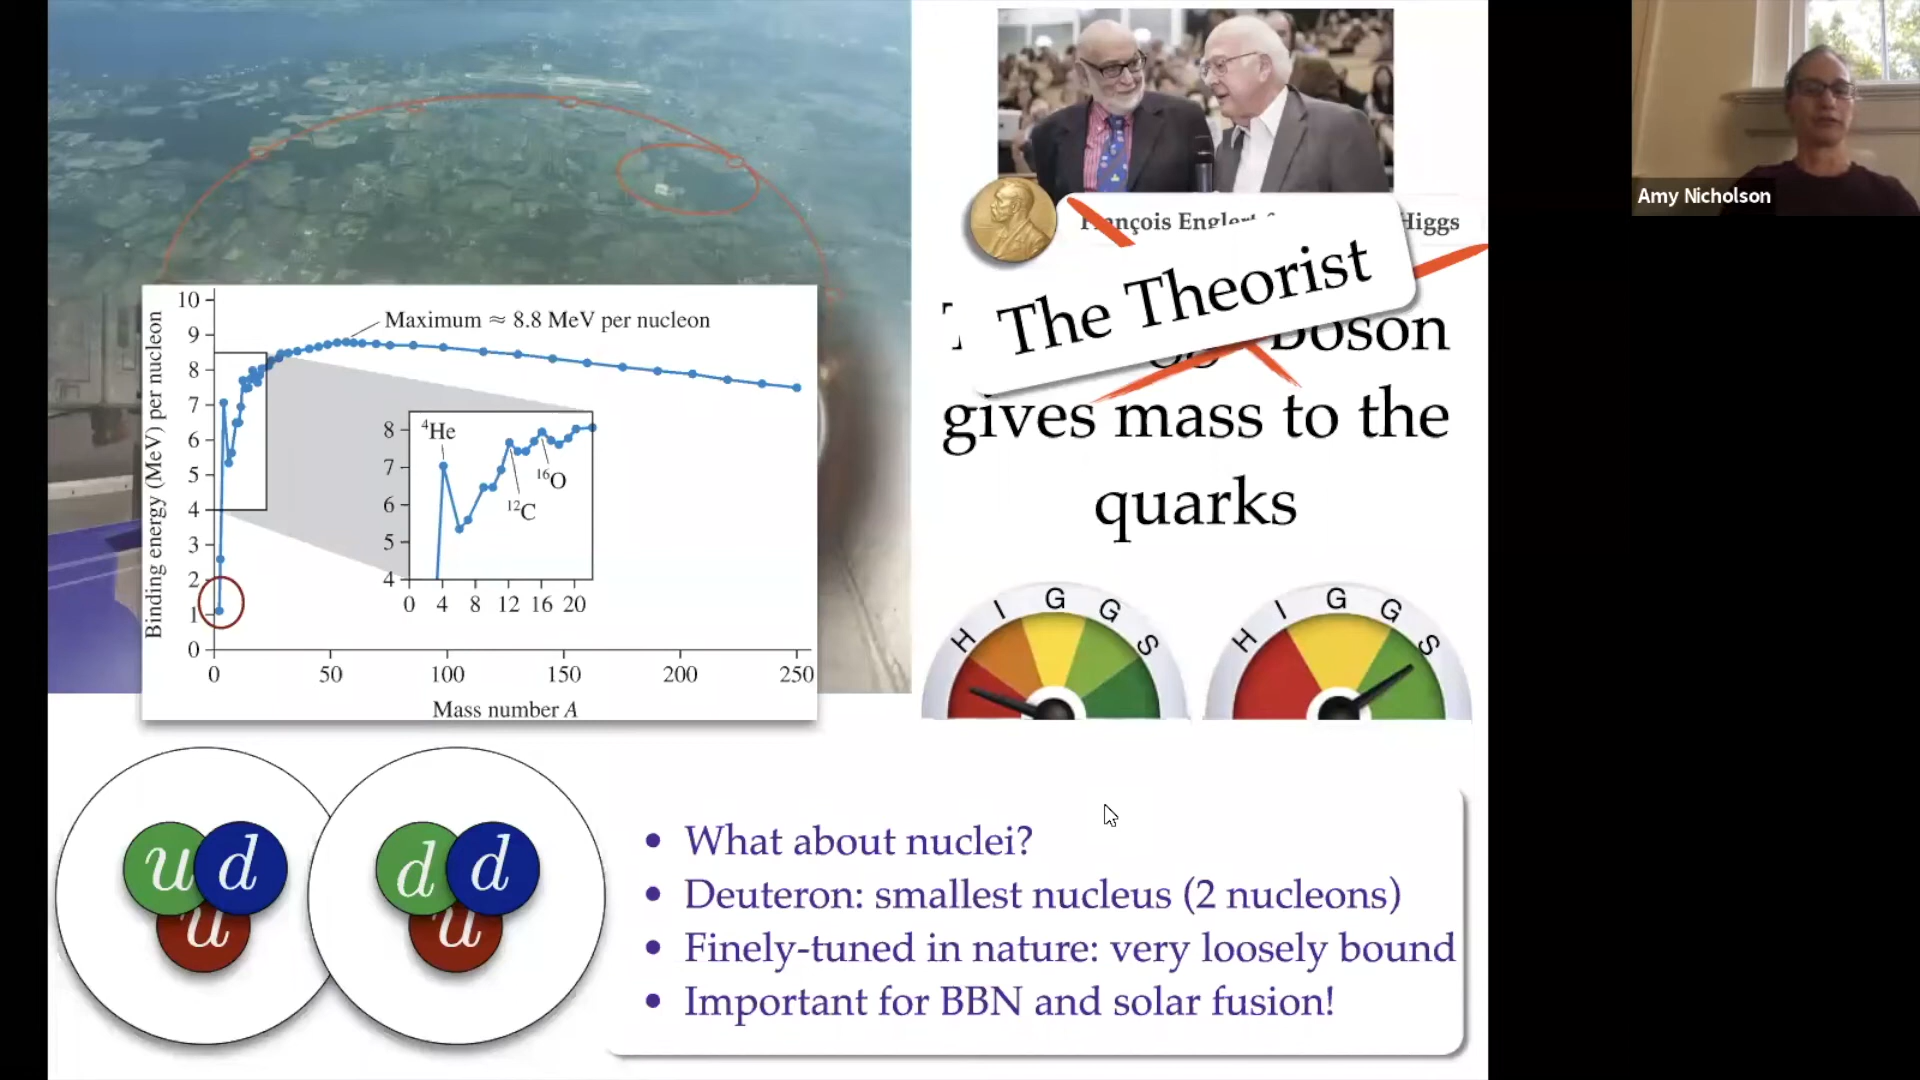 Amy Nicholson
François Englert
Higgs
The Theorist
boson
gives mass to the
quarks
Binding energy (MeV) per nucleon
10
9
8
7
6
5
4
3
2
1
0
Maximum ≈ 8.8 MeV per nucleon
8
7
6
5
4
⁴He
¹⁶O
¹²C
0 4 8 12 16 20
0 50 100 150 200 250
Mass number A
H I G G S
H I G G S
u d
u
d d
u
• What about nuclei?
• Deuteron: smallest nucleus (2 nucleons)
• Finely-tuned in nature: very loosely bound
• Important for BBN and solar fusion!